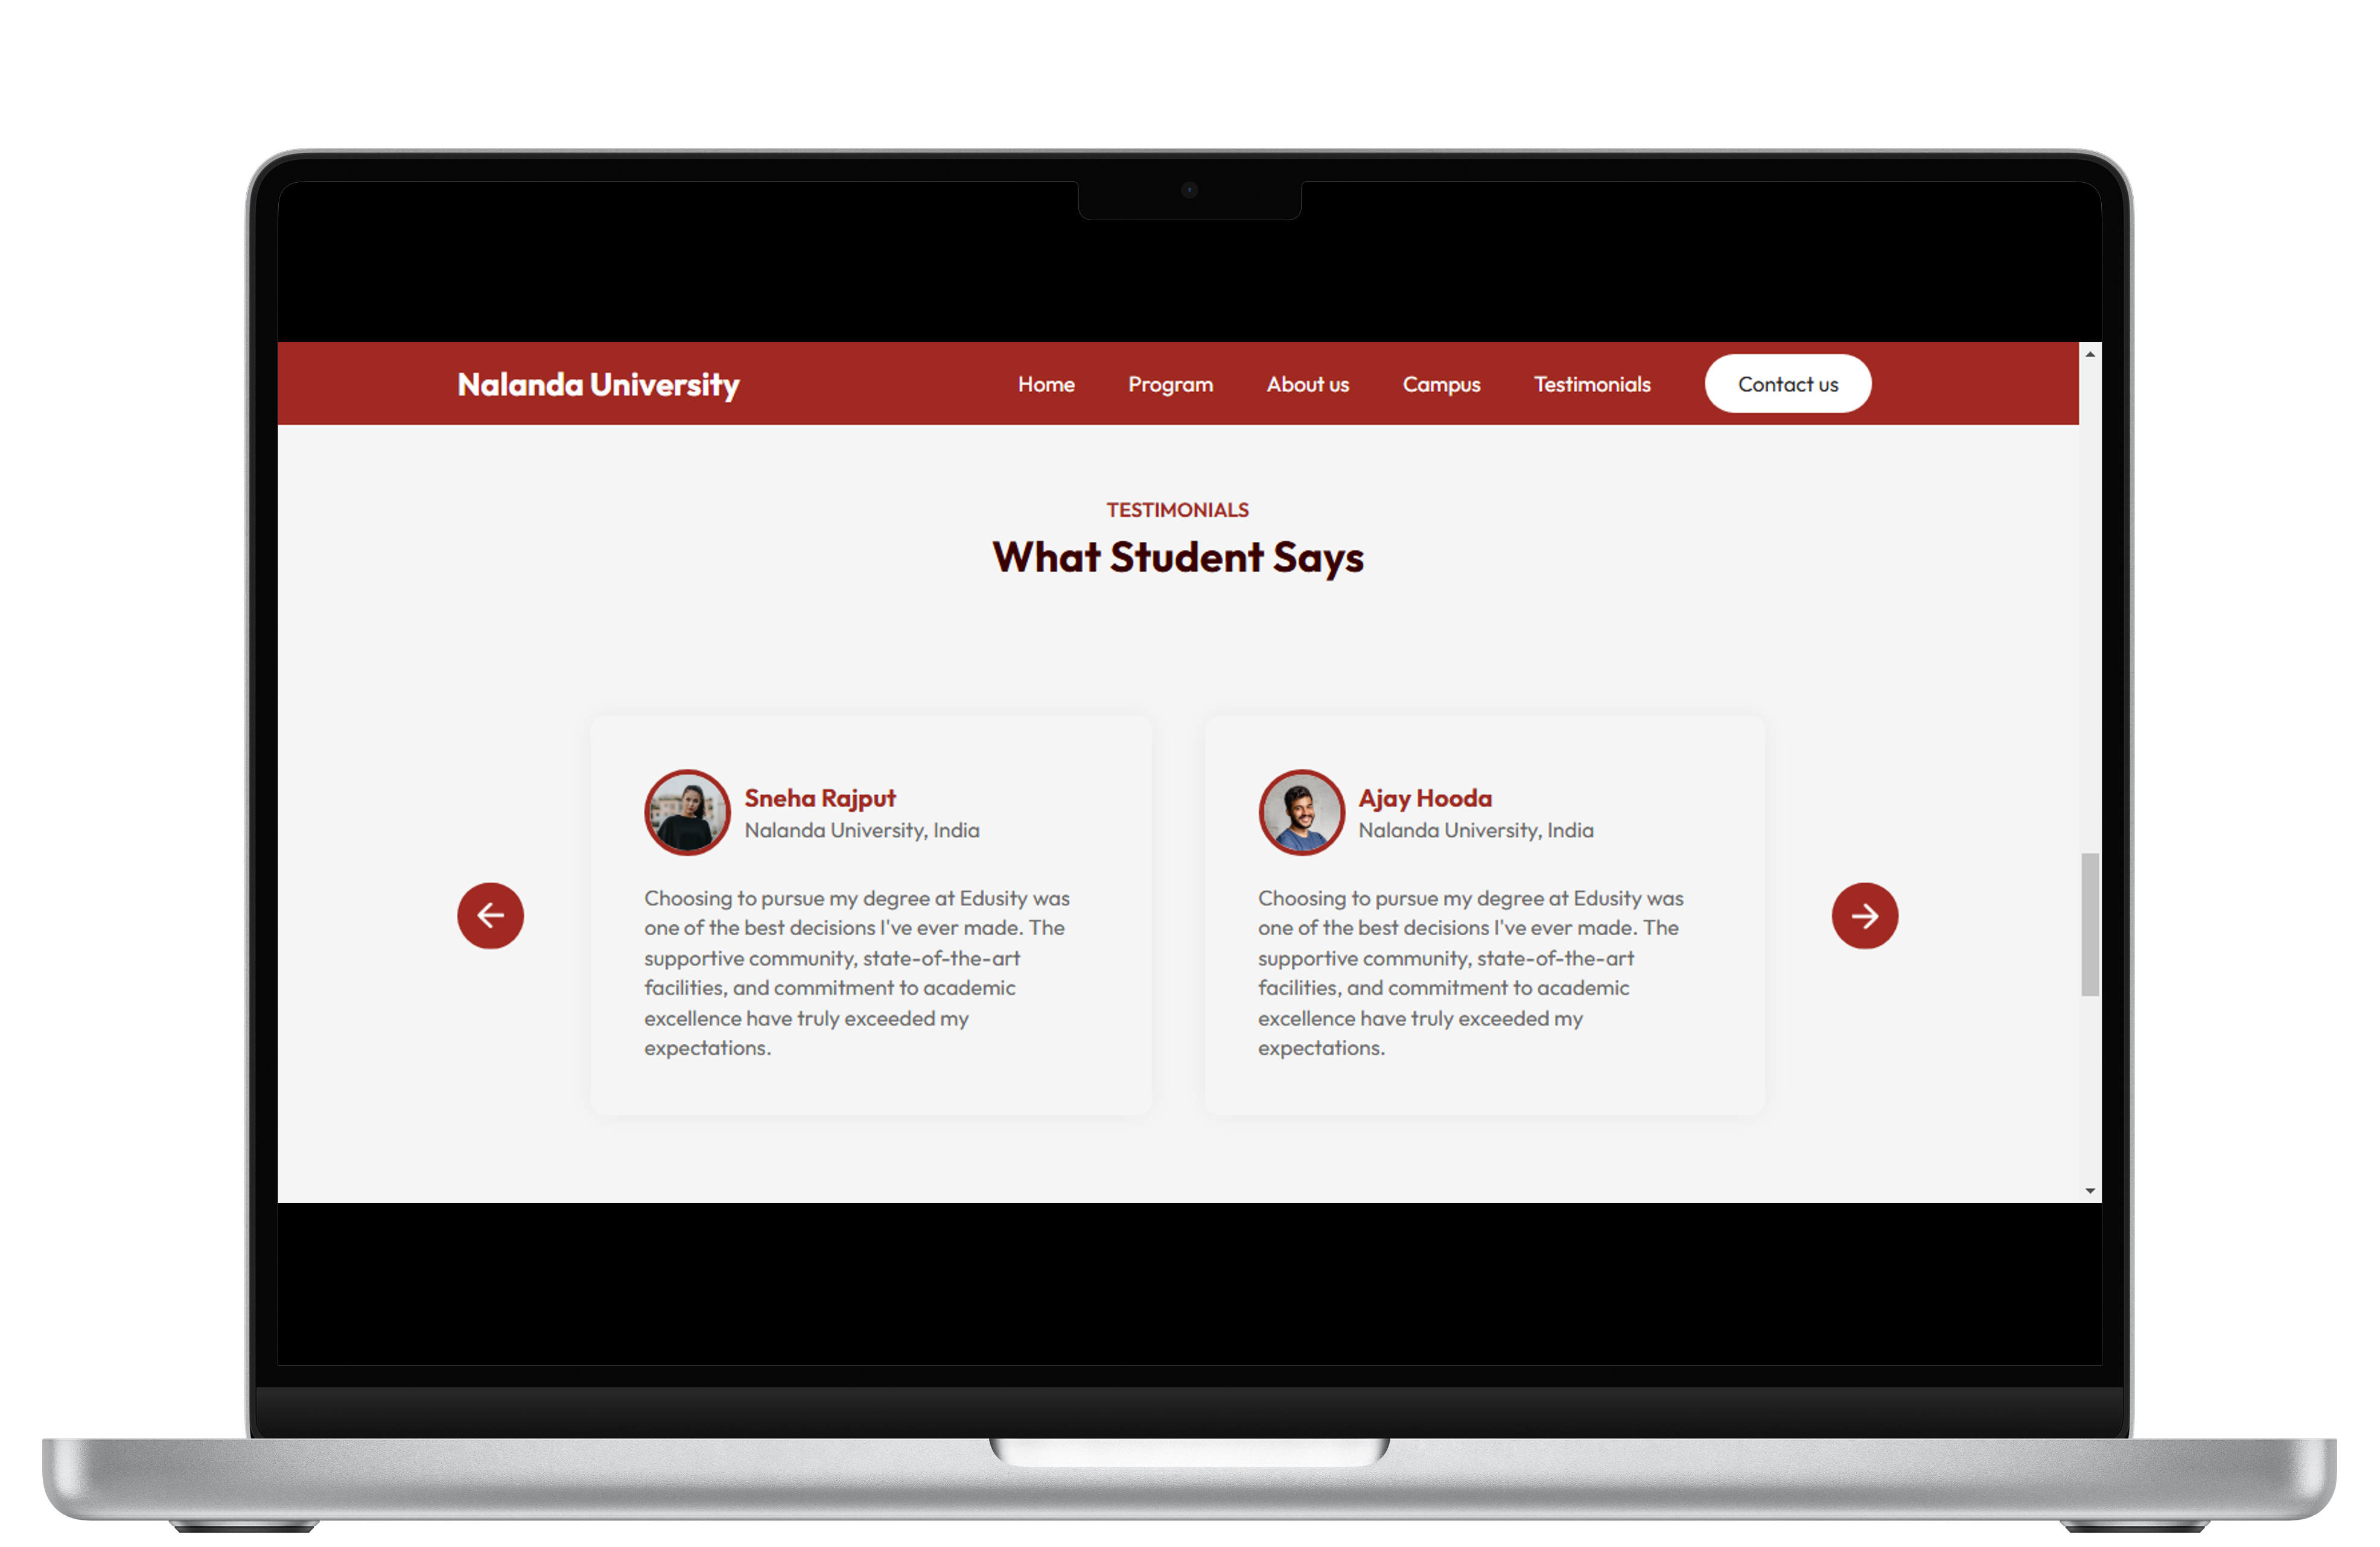 Nalanda University
Home Program About us Campus Testimonials Contact us
TESTIMONIALS
What Student Says
Sneha Rajput
Nalanda University, India
Choosing to pursue my degree at Edusity was
one of the best decisions I've ever made. The
supportive community, state-of-the-art
facilities, and commitment to academic
excellence have truly exceeded my
expectations.
Ajay Hooda
Nalanda University, India
Choosing to pursue my degree at Edusity was
one of the best decisions I've ever made. The
supportive community, state-of-the-art
facilities, and commitment to academic
excellence have truly exceeded my
expectations.